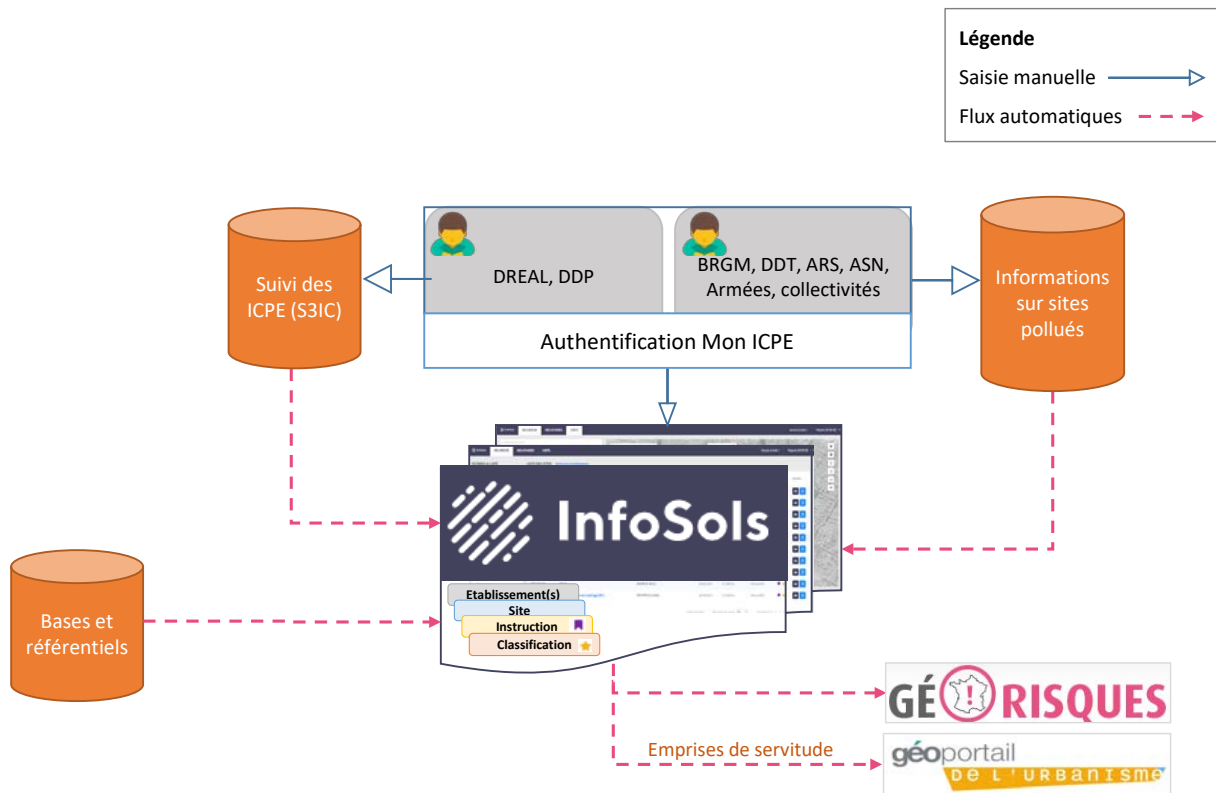 Légende
Saisie manuelle
Flux automatiques
Suivi des
ICPE (S3IC)
DREAL, DDP
BRGM, DDT, ARS, ASN,
Armées, collectivités
Authentification Mon ICPE
Informations
sur sites
pollués
InfoSols
Etablissement(s)
Site
Instruction
Classification
Bases et
référentiels
GÉORISQUES
Emprises de servitude
géoportail
DE L'URBANISME